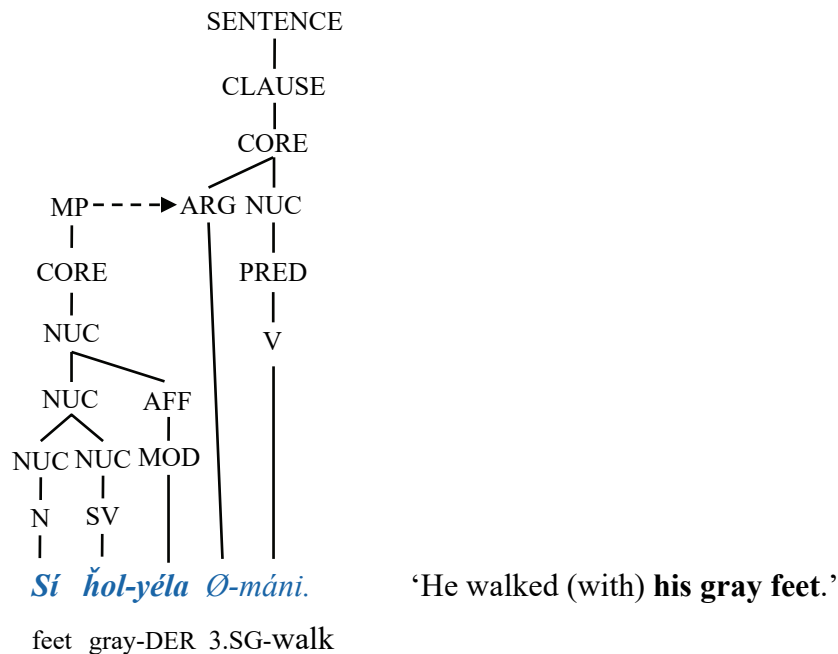 SENTENCE
CLAUSE
CORE
MP ARG NUC
CORE PRED
NUC V
NUC AFF
NUC NUC MOD
N SV
Sí ȟol-yéla Ø-máni. ‘He walked (with) his gray feet.’
feet gray-DER 3.SG-walk